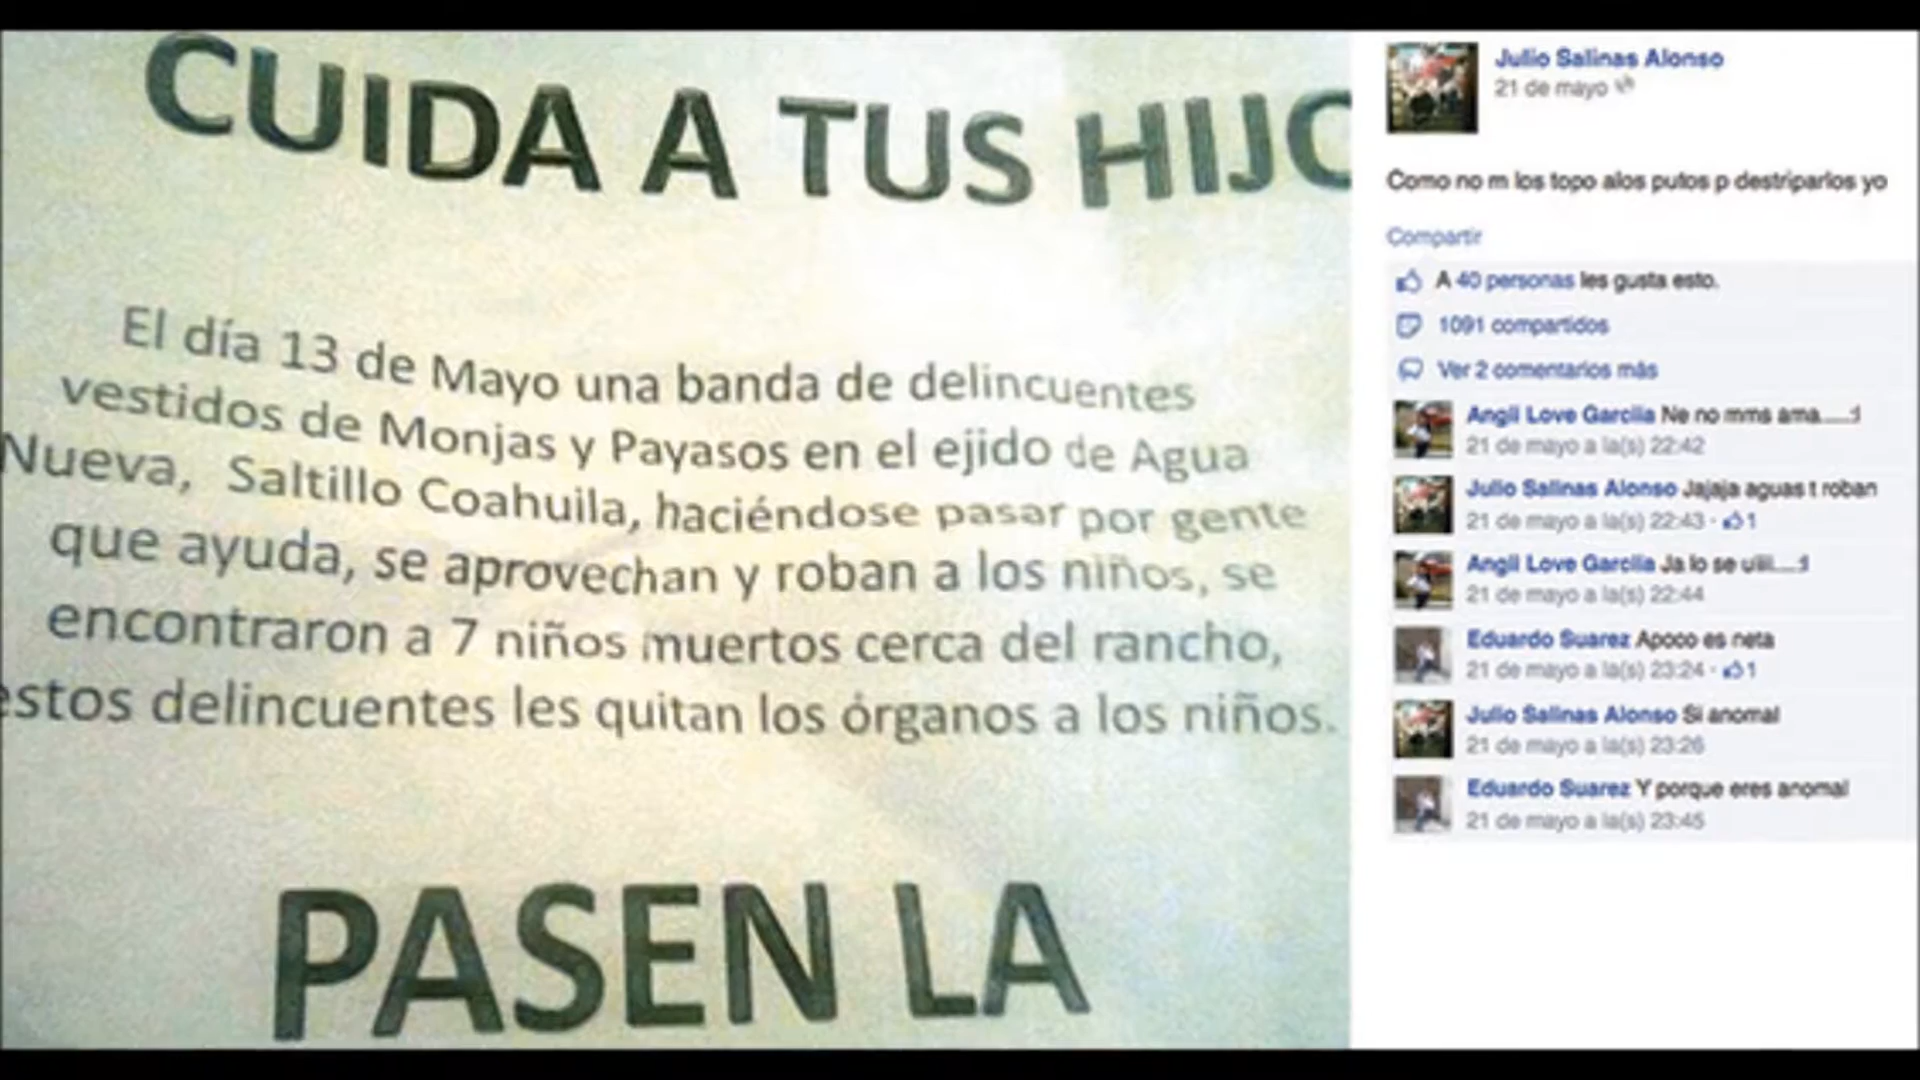 CUIDA A TUS HIJO
El día 13 de Mayo una banda de delincuentes
vestidos de Monjas y Payasos en el ejido de Agua
Nueva, Saltillo Coahuila, haciéndose pasar por gente
que ayuda, se aprovechan y roban a los niños, se
encontraron a 7 niños muertos cerca del rancho,
estos delincuentes les quitan los órganos a los niños.
PASEN LA
Julio Salinas Alonso
21 de mayo
Como no m los topo alos putos p destriparlos yo
Compartir
A 40 personas les gusta esto.
1091 compartidos
Ver 2 comentarios más
Angii Love Garciia Ne no mms ama.....:l
21 de mayo a la(s) 22:42
Julio Salinas Alonso Jajaja aguas t roban
21 de mayo a la(s) 22:43 · 1
Angii Love Garciia Ja lo se uiii....:l
21 de mayo a la(s) 22:44
Eduardo Suarez Apoco es neta
21 de mayo a la(s) 23:24 · 1
Julio Salinas Alonso Si anomal
21 de mayo a la(s) 23:26
Eduardo Suarez Y porque eres anomal
21 de mayo a la(s) 23:45